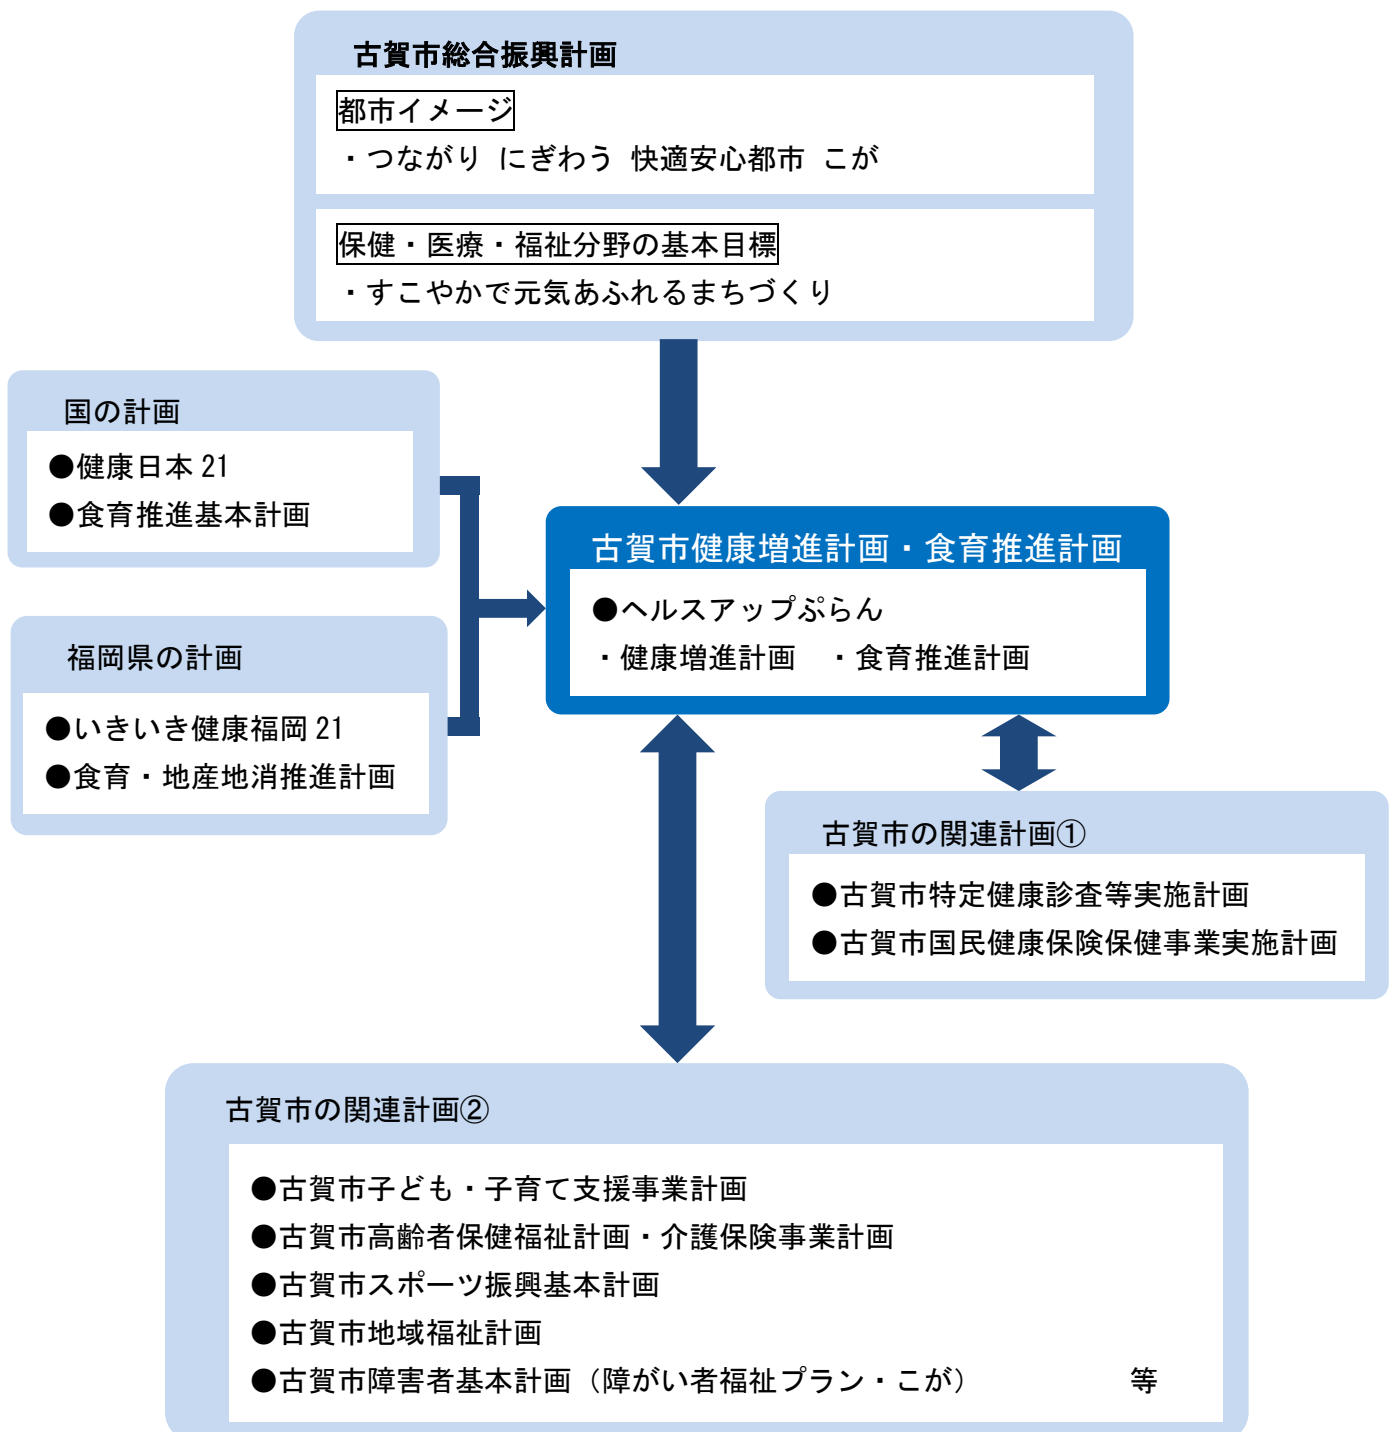 古賀市総合振興計画
都市イメージ
・つながり にぎわう 快適安心都市 こが
保健・医療・福祉分野の基本目標
・すこやかで元気あふれるまちづくり
国の計画
●健康日本 21
●食育推進基本計画
古賀市健康増進計画・食育推進計画
●ヘルスアップぷらん
・健康増進計画 ・食育推進計画
福岡県の計画
●いきいき健康福岡 21
●食育・地産地消推進計画
古賀市の関連計画①
●古賀市特定健康診査等実施計画
●古賀市国民健康保険保健事業実施計画
古賀市の関連計画②
●古賀市子ども・子育て支援事業計画
●古賀市高齢者保健福祉計画・介護保険事業計画
●古賀市スポーツ振興基本計画
●古賀市地域福祉計画
●古賀市障害者基本計画（障がい者福祉プラン・こが） 等